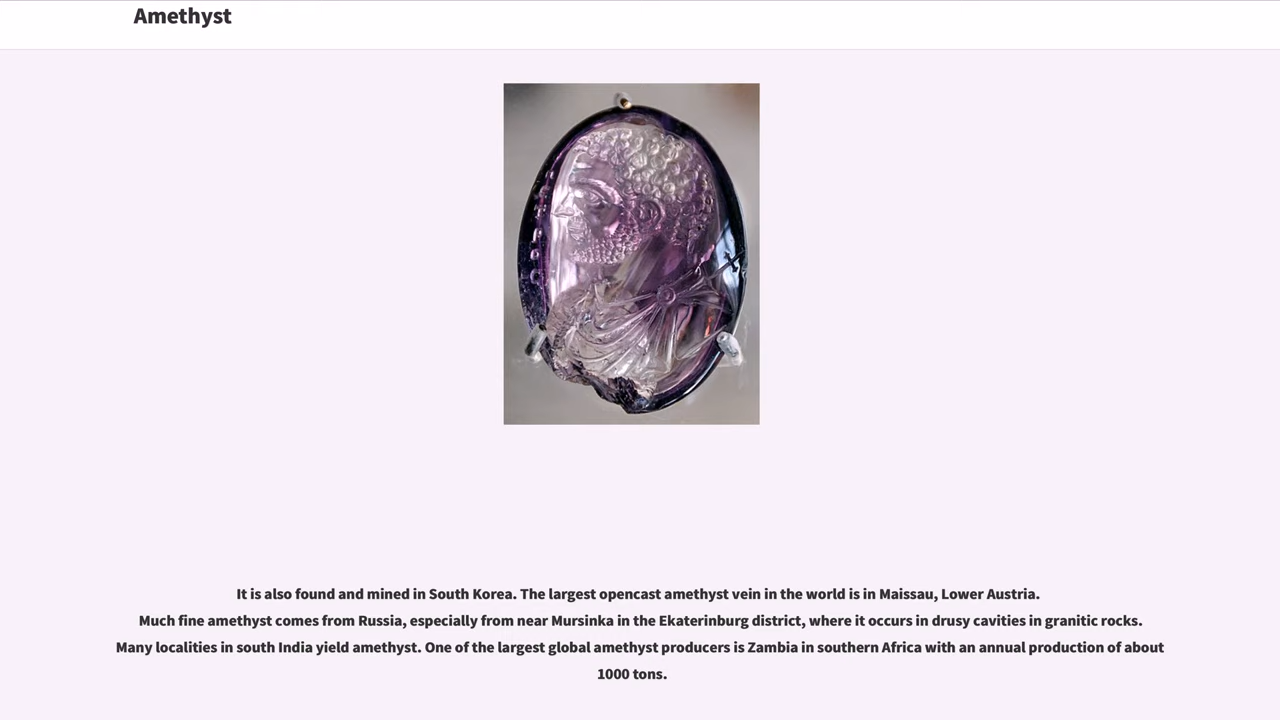 Amethyst
It is also found and mined in South Korea. The largest opencast amethyst vein in the world is in Maissau, Lower Austria.
Much fine amethyst comes from Russia, especially from near Mursinka in the Ekaterinburg district, where it occurs in drusy cavities in granitic rocks.
Many localities in south India yield amethyst. One of the largest global amethyst producers is Zambia in southern Africa with an annual production of about
1000 tons.